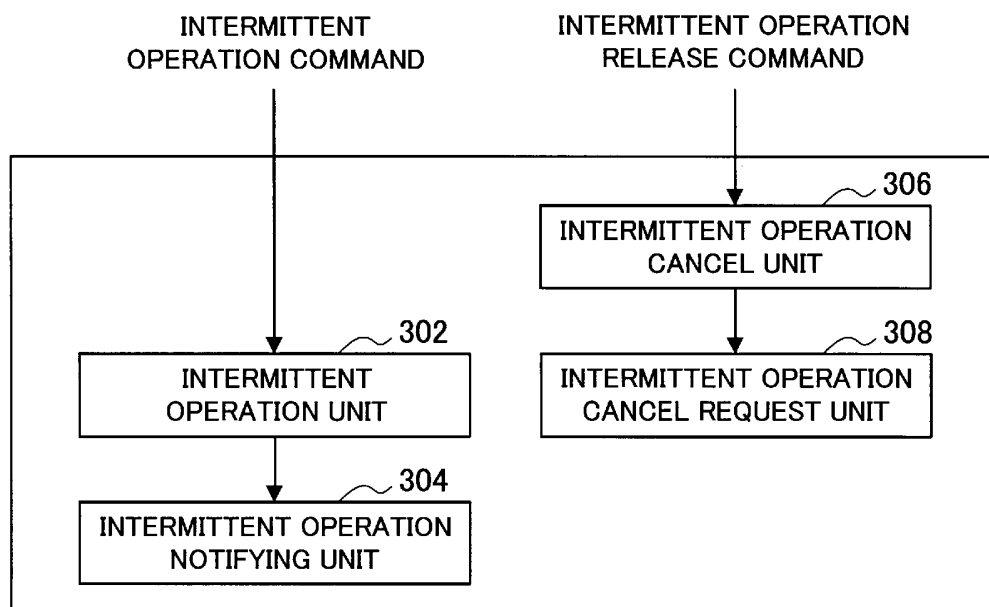 INTERMITTENT
OPERATION COMMAND
INTERMITTENT OPERATION
RELEASE COMMAND
306
INTERMITTENT OPERATION
CANCEL UNIT
302
INTERMITTENT
OPERATION UNIT
308
INTERMITTENT OPERATION
CANCEL REQUEST UNIT
304
INTERMITTENT OPERATION
NOTIFYING UNIT